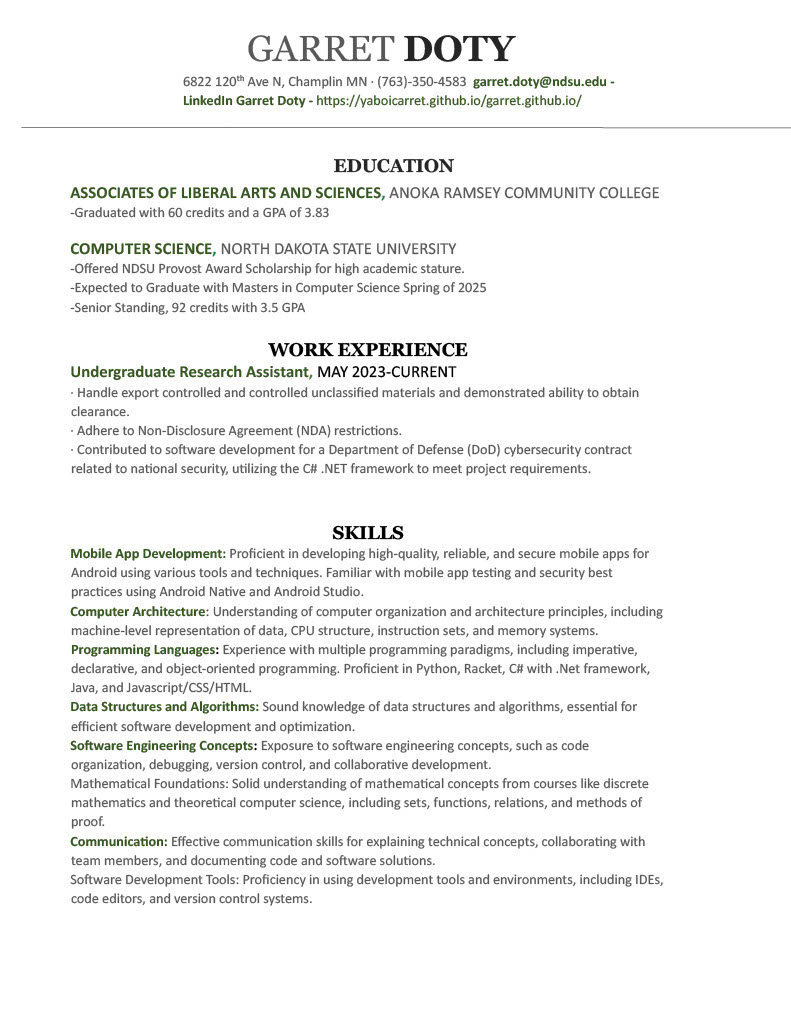 GARRET DOTY
6822 120th Ave N, Champlin MN · (763)-350-4583 garret.doty@ndsu.edu -
LinkedIn Garret Doty - https://yaboicarret.github.io/garret.github.io/
EDUCATION
ASSOCIATES OF LIBERAL ARTS AND SCIENCES, ANOKA RAMSEY COMMUNITY COLLEGE
-Graduated with 60 credits and a GPA of 3.83
COMPUTER SCIENCE, NORTH DAKOTA STATE UNIVERSITY
-Offered NDSU Provost Award Scholarship for high academic stature.
-Expected to Graduate with Masters in Computer Science Spring of 2025
-Senior Standing, 92 credits with 3.5 GPA
WORK EXPERIENCE
Undergraduate Research Assistant, MAY 2023-CURRENT
· Handle export controlled and controlled unclassified materials and demonstrated ability to obtain
clearance.
· Adhere to Non-Disclosure Agreement (NDA) restrictions.
· Contributed to software development for a Department of Defense (DoD) cybersecurity contract
related to national security, utilizing the C# .NET framework to meet project requirements.
SKILLS
Mobile App Development: Proficient in developing high-quality, reliable, and secure mobile apps for
Android using various tools and techniques. Familiar with mobile app testing and security best
practices using Android Native and Android Studio.
Computer Architecture: Understanding of computer organization and architecture principles, including
machine-level representation of data, CPU structure, instruction sets, and memory systems.
Programming Languages: Experience with multiple programming paradigms, including imperative,
declarative, and object-oriented programming. Proficient in Python, Racket, C# with .Net framework,
Java, and Javascript/CSS/HTML.
Data Structures and Algorithms: Sound knowledge of data structures and algorithms, essential for
efficient software development and optimization.
Software Engineering Concepts: Exposure to software engineering concepts, such as code
organization, debugging, version control, and collaborative development.
Mathematical Foundations: Solid understanding of mathematical concepts from courses like discrete
mathematics and theoretical computer science, including sets, functions, relations, and methods of
proof.
Communication: Effective communication skills for explaining technical concepts, collaborating with
team members, and documenting code and software solutions.
Software Development Tools: Proficiency in using development tools and environments, including IDEs,
code editors, and version control systems.